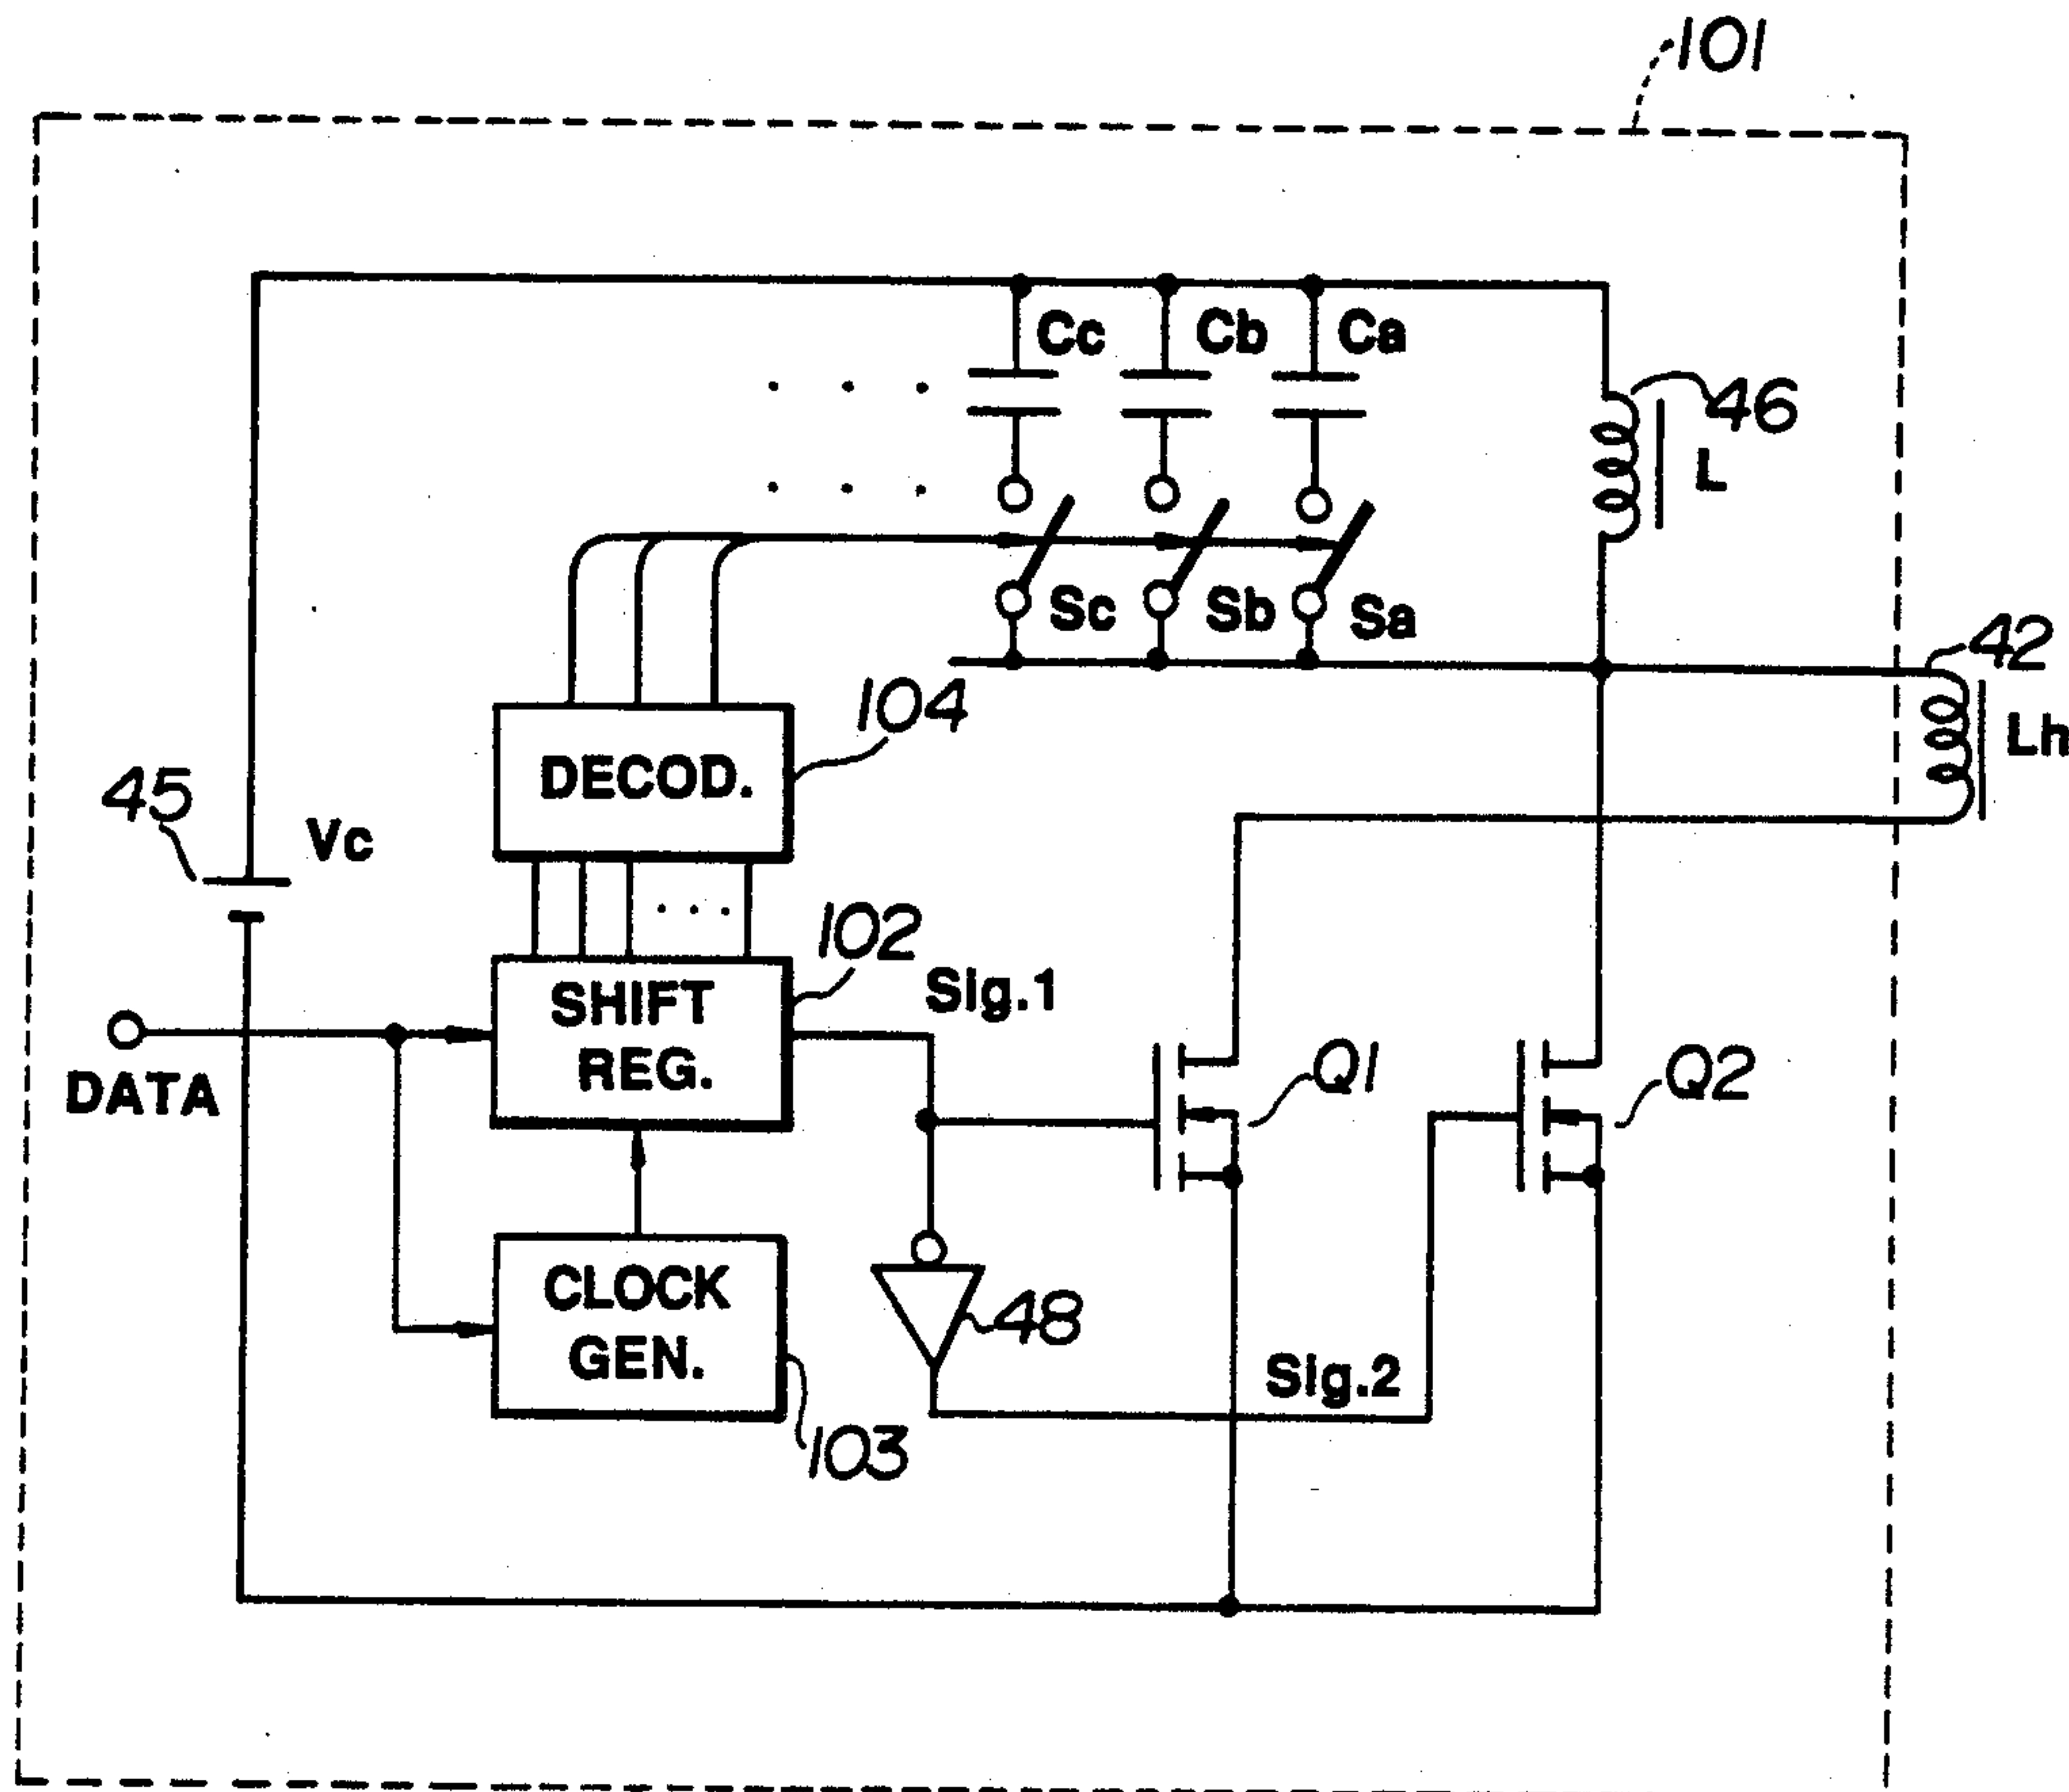 101
Cc
Cb
Ca
46
L
Sc
Sb
Sa
42
Lh
104
DECOD.
45
Vc
102
Sig.1
SHIFT
REG.
DATA
Q1
Q2
CLOCK
GEN.
48
Sig.2
103